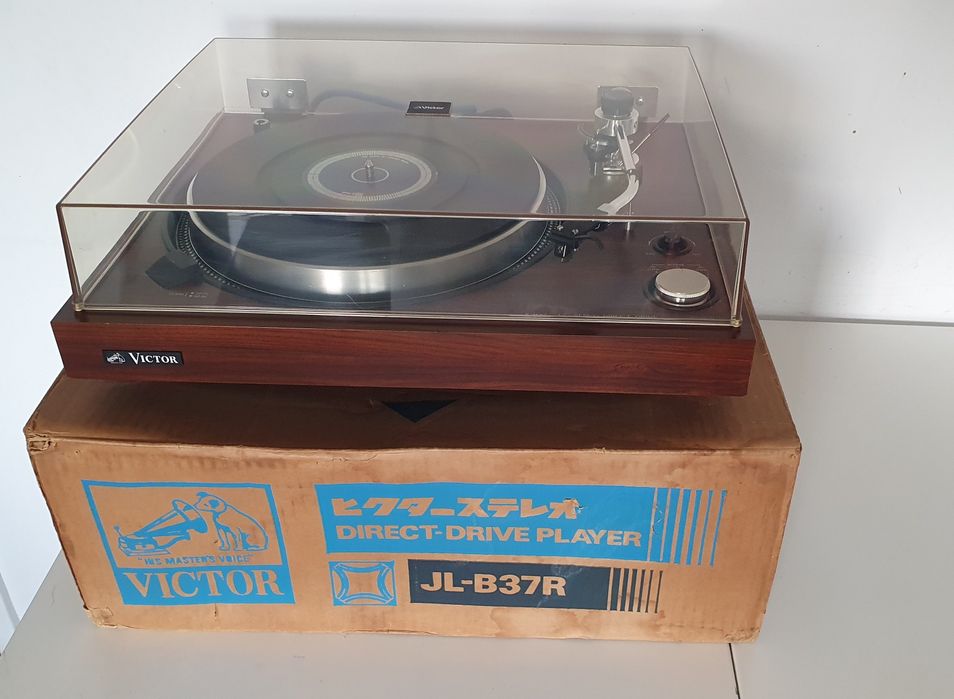 Victor
VICTOR
ビクターステレオ
DIRECT-DRIVE PLAYER
"HIS MASTER'S VOICE"
VICTOR
JL-B37R